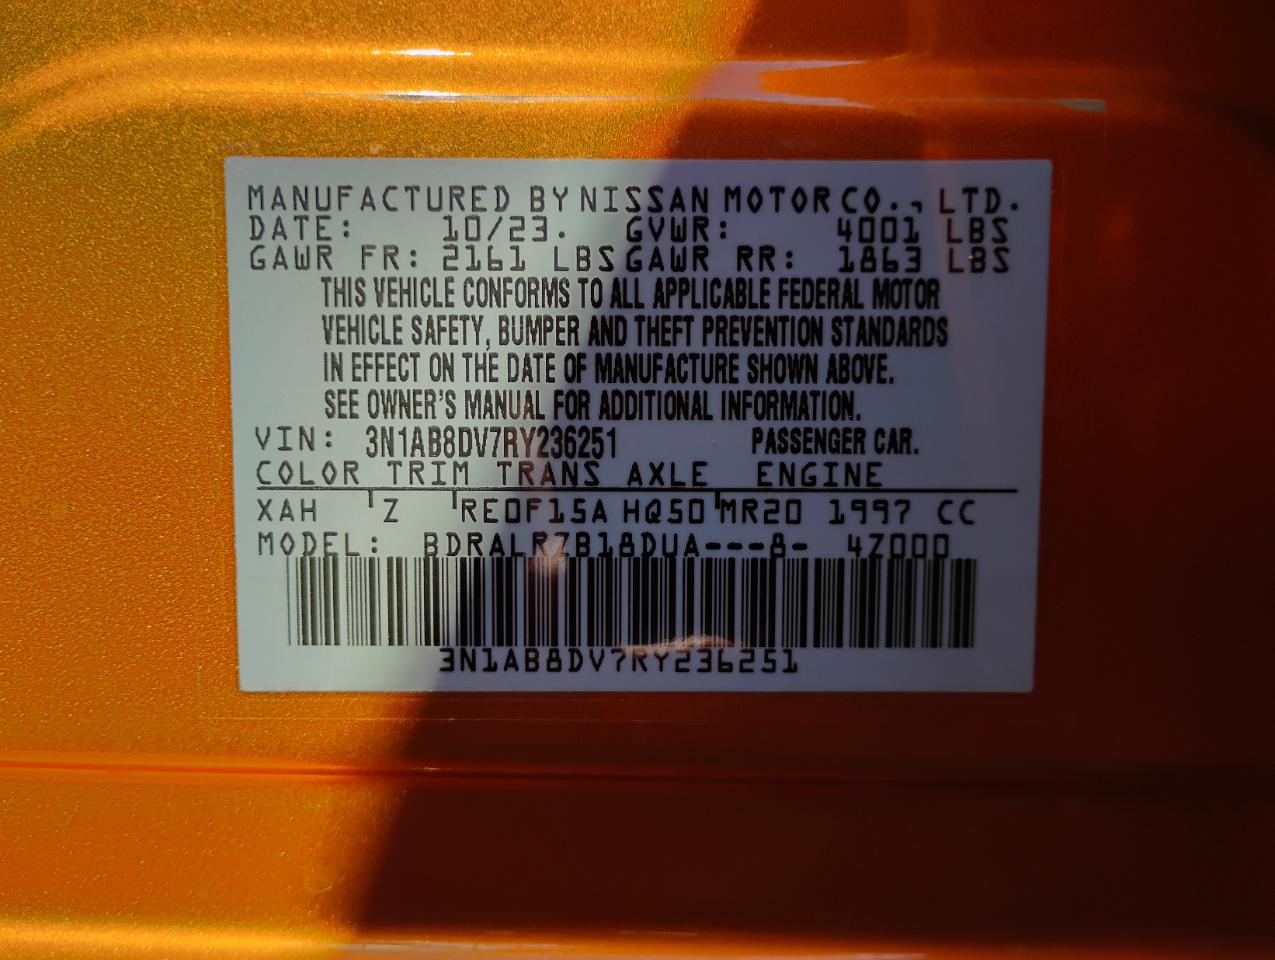 MANUFACTURED BY NISSAN MOTOR CO., LTD.
DATE: 10/23. GVWR: 4001 LBS
GAWR FR: 2161 LBS GAWR RR: 1863 LBS
THIS VEHICLE CONFORMS TO ALL APPLICABLE FEDERAL MOTOR
VEHICLE SAFETY, BUMPER AND THEFT PREVENTION STANDARDS
IN EFFECT ON THE DATE OF MANUFACTURE SHOWN ABOVE.
SEE OWNER'S MANUAL FOR ADDITIONAL INFORMATION.
VIN: 3N1AB8DV7RY236251 PASSENGER CAR.
COLOR TRIM TRANS AXLE ENGINE
XAH Z RE0F15A HQ50 MR20 1997 CC
MODEL: BDRALRZB18DUA---8- 4Z000
3N1AB8DV7RY236251